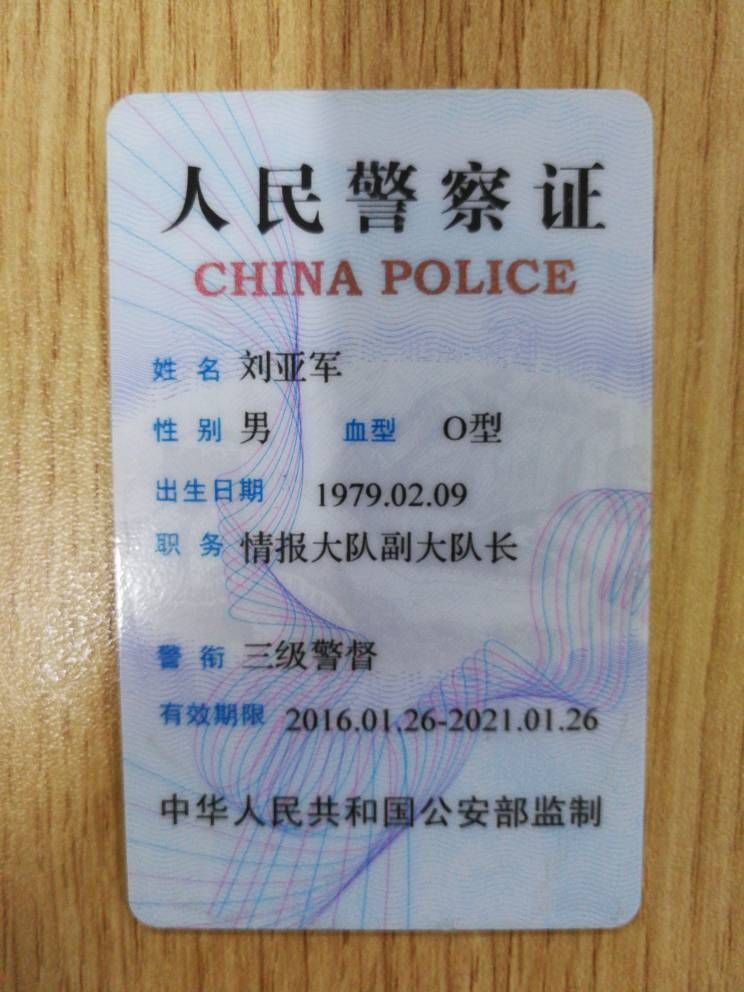 人民警察证
CHINA POLICE
姓 名 刘亚军
性 别 男 血型 O型
出生日期 1979.02.09
职 务 情报大队副大队长
警 衔 三级警督
有效期限 2016.01.26-2021.01.26
中华人民共和国公安部监制